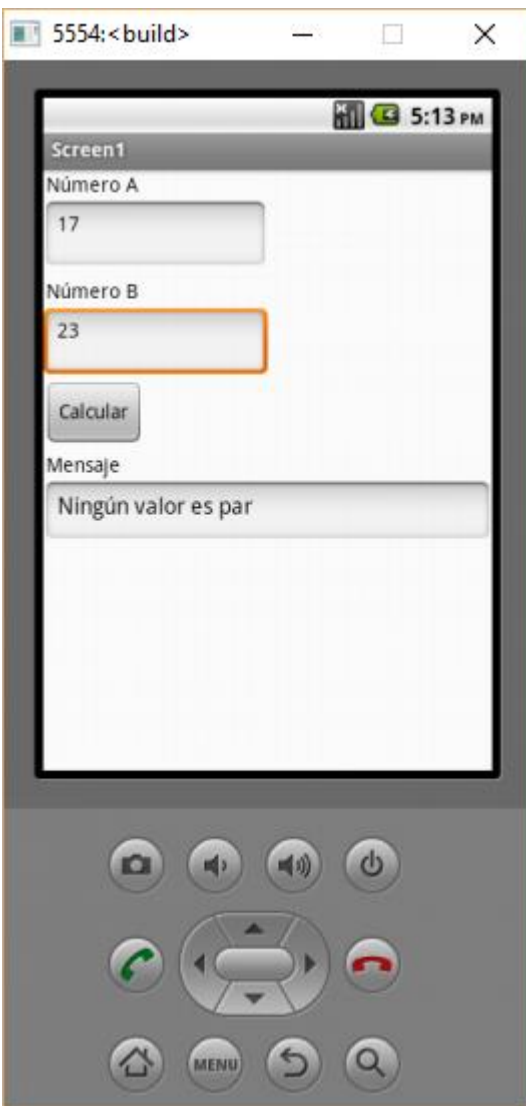 5554:<build>
5:13 PM
Screen1
Número A
17
Número B
23
Calcular
Mensaje
Ningún valor es par
MENU